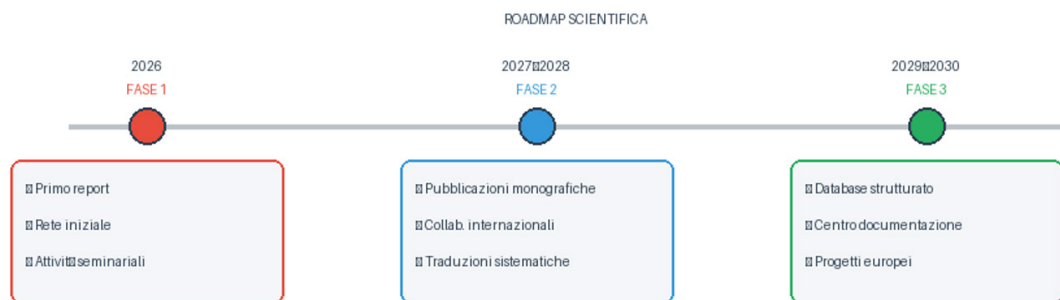 ROADMAP SCIENTIFICA
2026
FASE 1
2027▯2028
FASE 2
2029▯2030
FASE 3
▯ Primo report
▯ Rete iniziale
▯ Attivit▯ seminariali
▯ Pubblicazioni monografiche
▯ Collab. internazionali
▯ Traduzioni sistematiche
▯ Database strutturato
▯ Centro documentazione
▯ Progetti europei